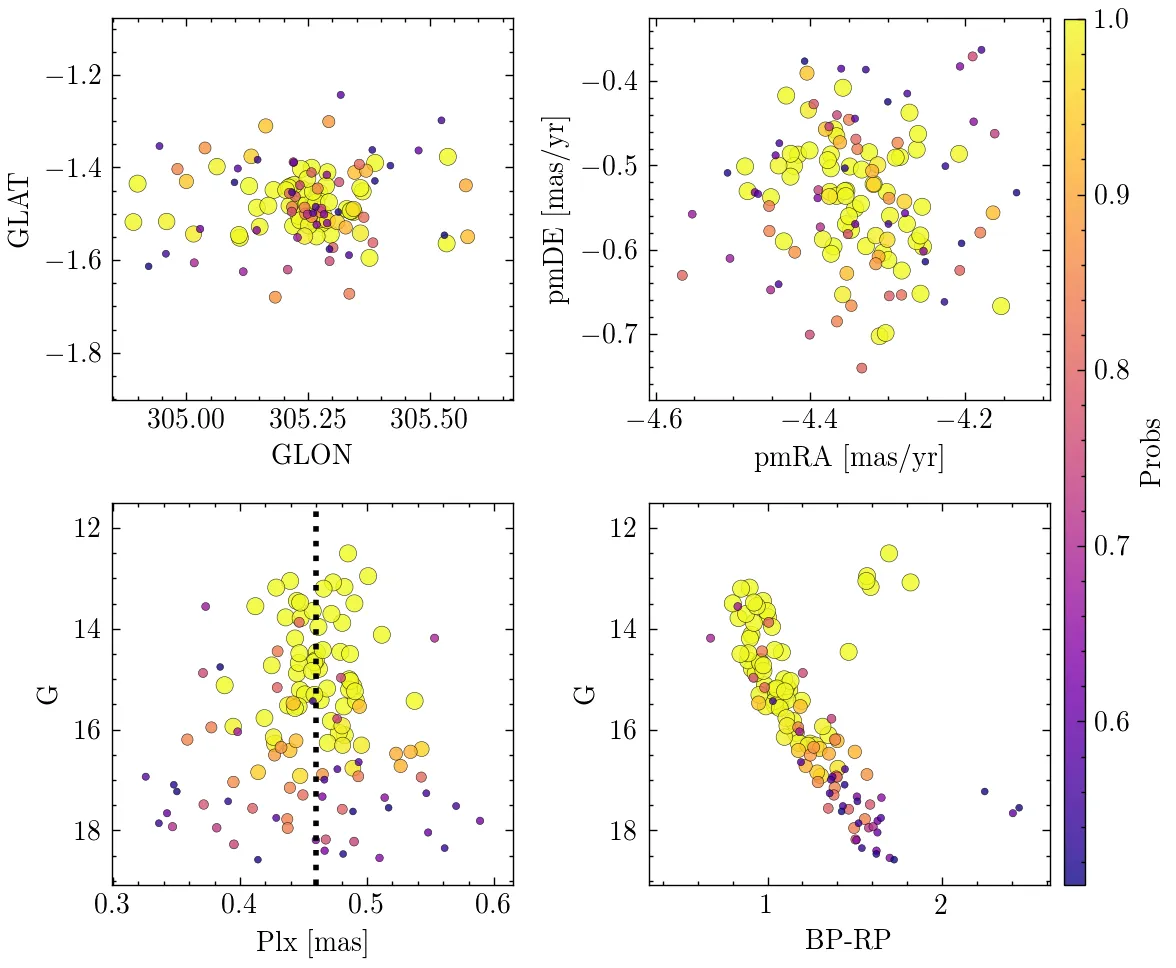 −1.2
−1.4
−1.6
−1.8
GLAT
305.00 305.25 305.50
GLON
−0.4
−0.5
−0.6
−0.7
pmDE [mas/yr]
−4.6 −4.4 −4.2
pmRA [mas/yr]
12
14
16
18
G
0.3 0.4 0.5 0.6
Plx [mas]
12
14
16
18
G
1 2
BP-RP
1.0
0.9
0.8
0.7
0.6
Probs